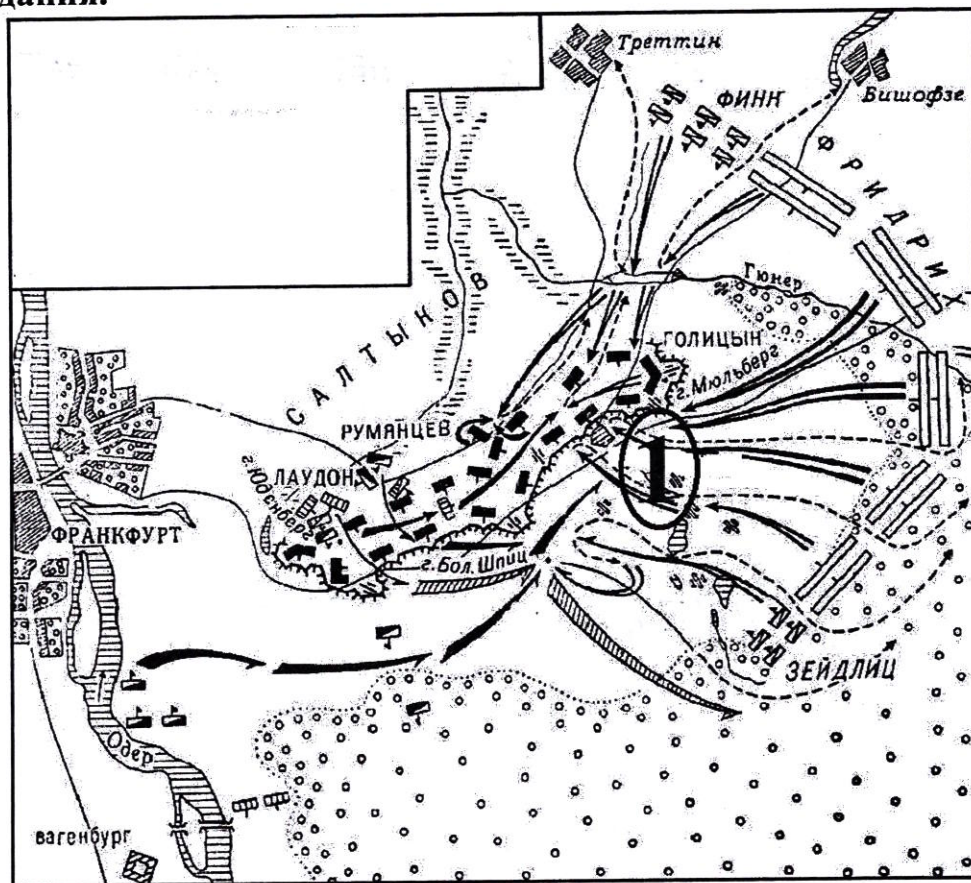 дания.
Треттин
Бишофзе
ФИНК
ФРИДРИХ
Гюнер
САЛТЫКОВ
ГОЛИЦЫН
г. Мюльберг
РУМЯНЦЕВ
ЛАУДОН
ФРАНКФУРТ
г. Бол. Шпиц
ЗЕЙДЛИЦ
Одер
вагенбург